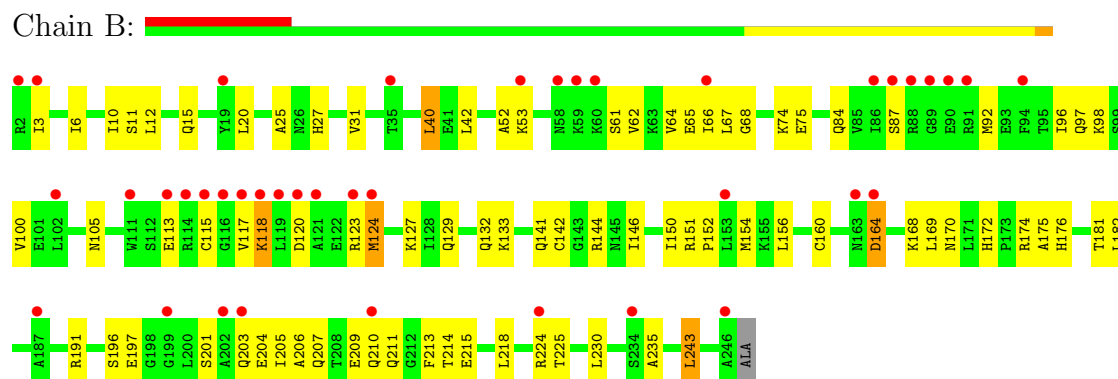 Chain B:
R2 I3 I6 I10 S11 L12 Q15 Y19 L20 A25 N26 H27 V31 T35 L40 E41 L42 A52 K53 N58 K59 K60 S61 V62 K63 V64 E65 I66 L67 G68 K74 E75 Q84 V85 I86 S87 R88 G89 E90 R91 M92 E93 F94 T95 I96 Q97 K98 S99
V100 E101 L102 N105 W111 S112 E113 R114 C115 G116 V117 K118 L119 D120 A121 E122 R123 M124 K127 I128 Q129 Q132 K133 Q141 C142 G143 R144 N145 I146 I150 R151 P152 L153 M154 K155 L156 C160 N163 D164 K168 L169 N170 L171 H172 P173 R174 A175 H176 T181 L182
A187 R191 S196 E197 G198 G199 L200 S201 A202 Q203 E204 I205 A206 Q207 T208 E209 Q210 Q211 G212 F213 T214 E215 L218 R224 T225 L230 S234 A235 L243 A246 ALA